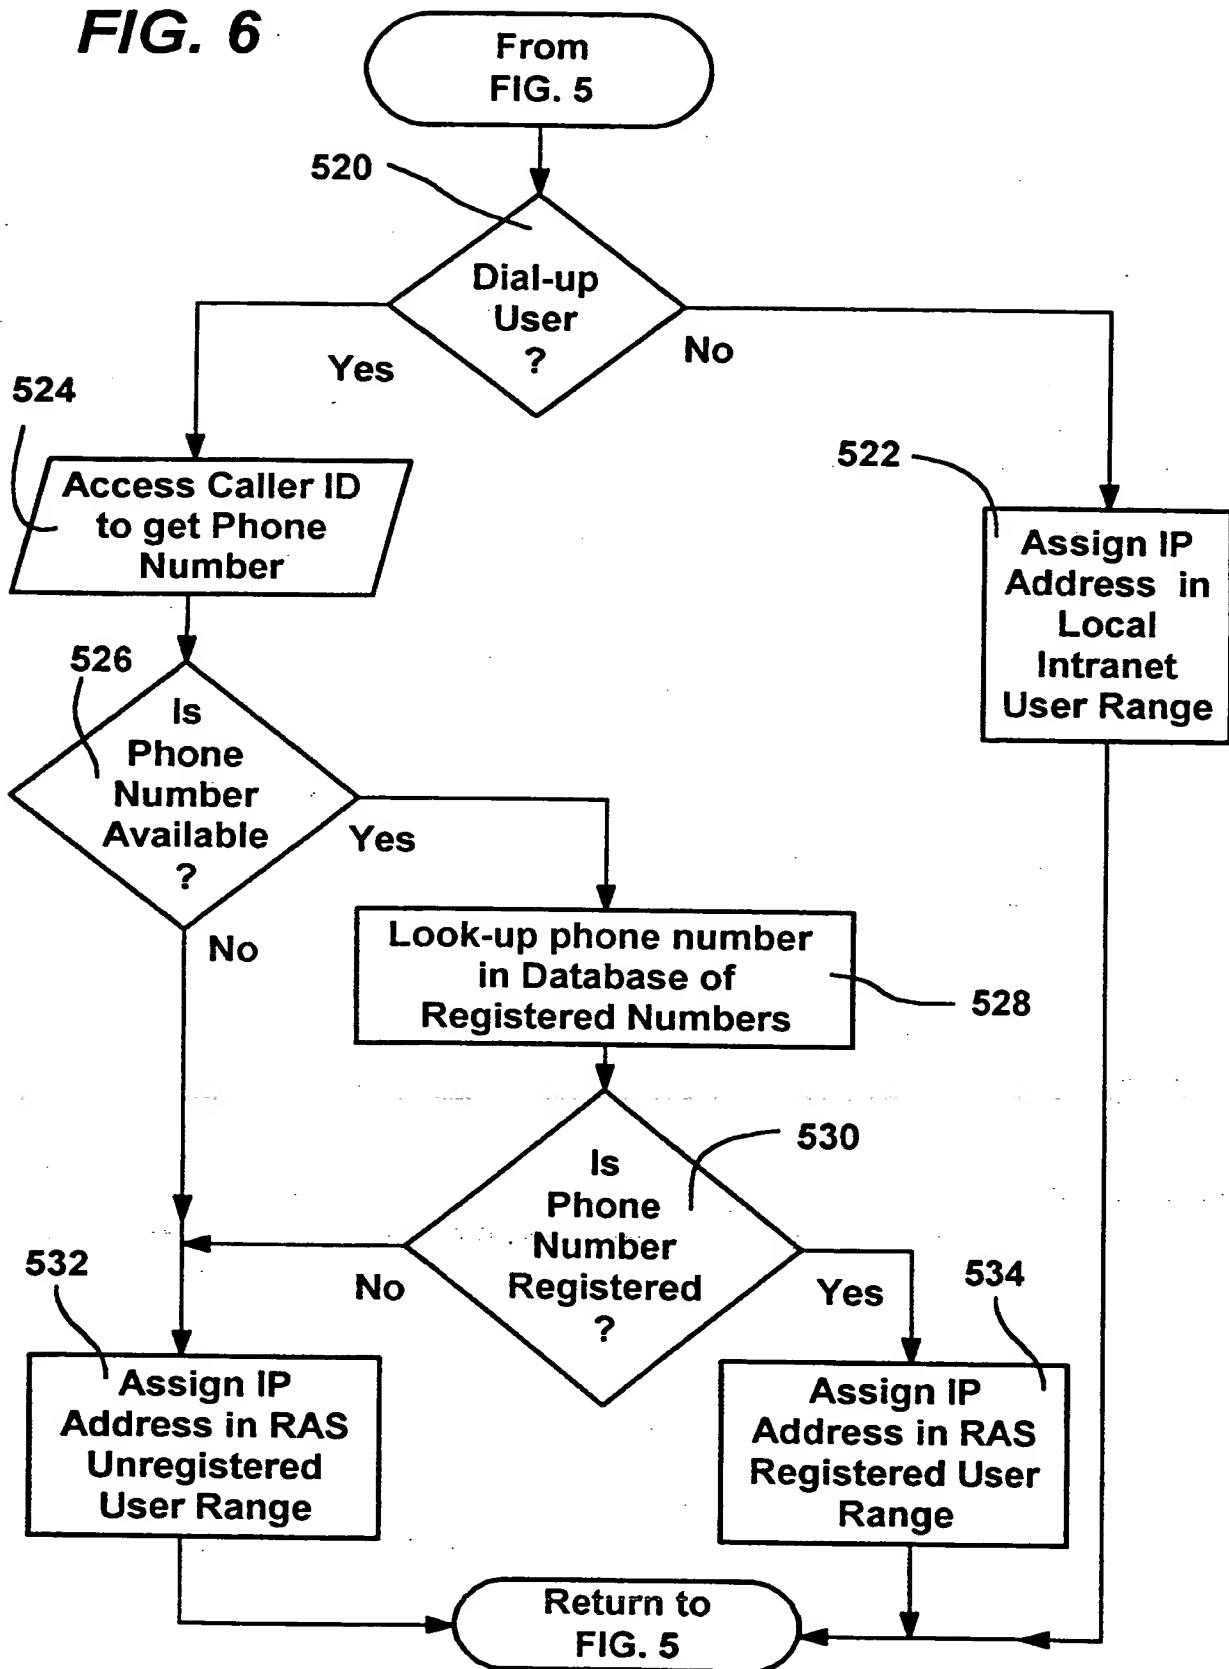 FIG. 6
From
FIG. 5
520
Dial-up
User
?
Yes
No
524
Access Caller ID
to get Phone
Number
522
Assign IP
Address in
Local
Intranet
User Range
526
Is
Phone
Number
Available
?
Yes
No
Look-up phone number
in Database of
Registered Numbers
528
530
Is
Phone
Number
Registered
?
No
Yes
532
Assign IP
Address in RAS
Unregistered
User Range
534
Assign IP
Address in RAS
Registered User
Range
Return to
FIG. 5